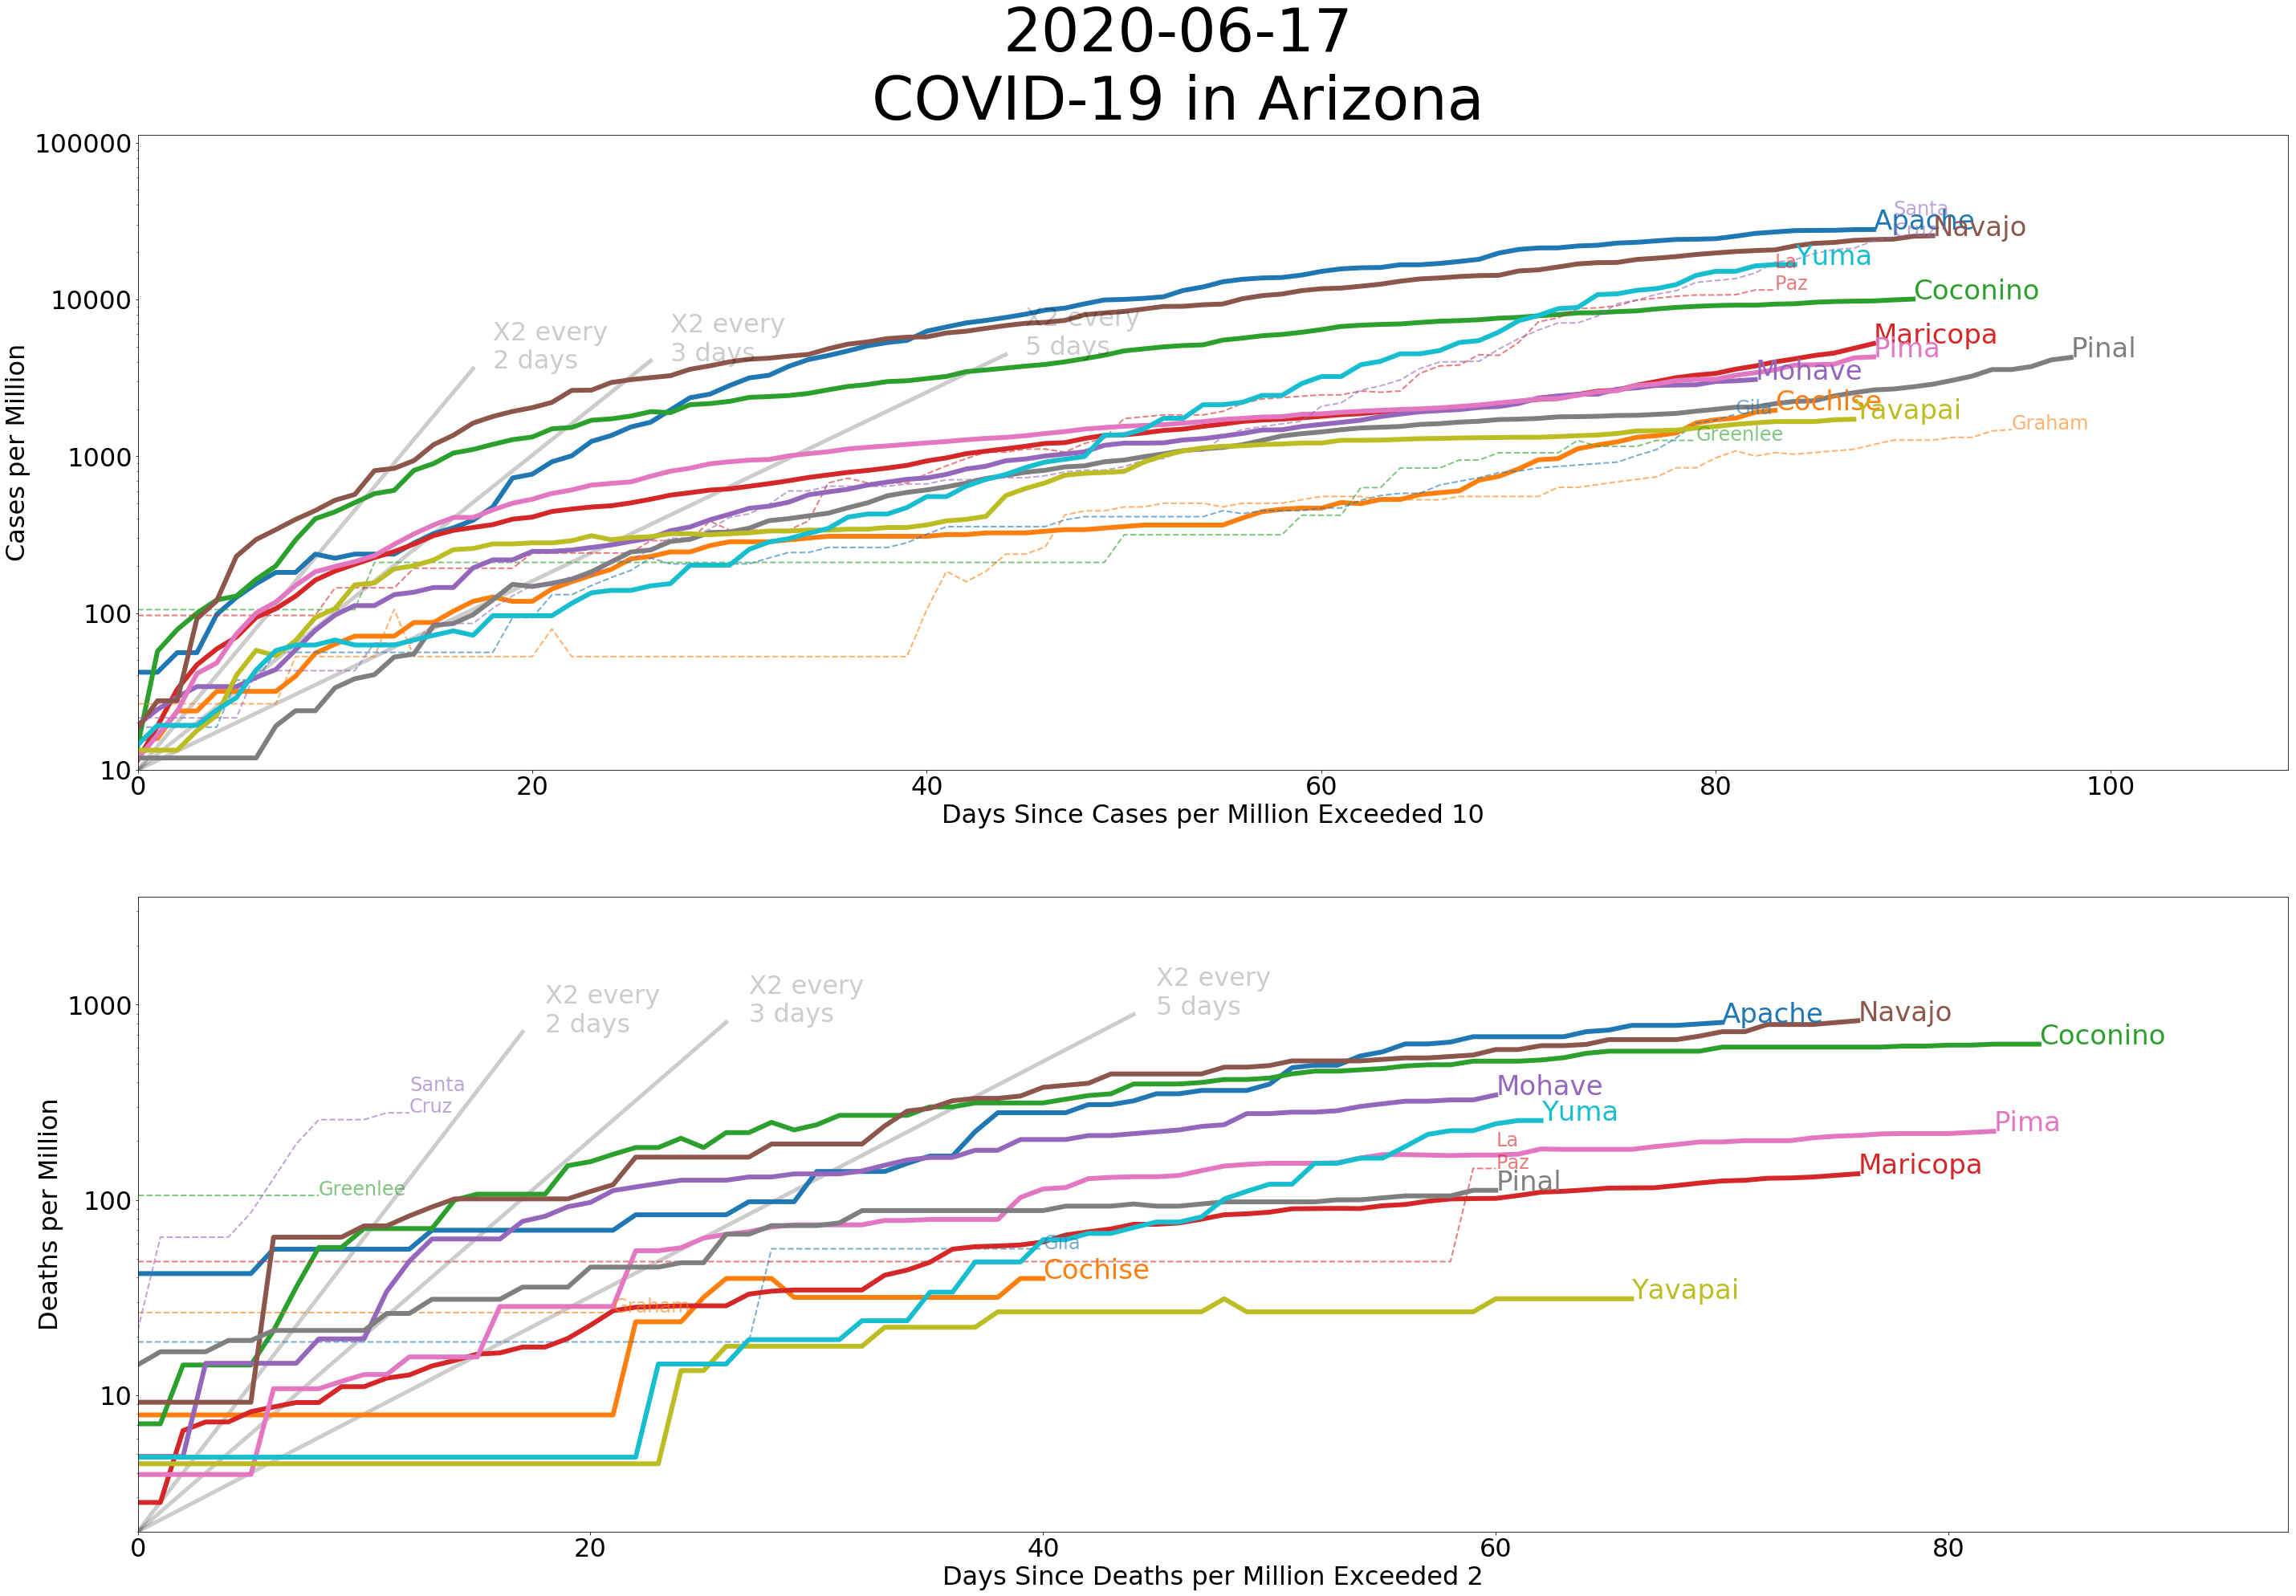 2020-06-17
COVID-19 in Arizona
100000
10000
1000
100
10
Cases per Million
X2 every
2 days
X2 every
3 days
X2 every
5 days
Santa
Cruz
Apache
Navajo
Yuma
La
Paz
Coconino
Maricopa
Pima
Pinal
Mohave
Cochise
Gila
Yavapai
Graham
Greenlee
0
20
40
60
80
100
Days Since Cases per Million Exceeded 10
1000
100
10
Deaths per Million
X2 every
2 days
X2 every
3 days
X2 every
5 days
Santa
Cruz
Greenlee
Graham
Gila
Cochise
Apache
Navajo
Coconino
Mohave
Yuma
La
Paz
Pinal
Pima
Maricopa
Yavapai
0
20
40
60
80
Days Since Deaths per Million Exceeded 2